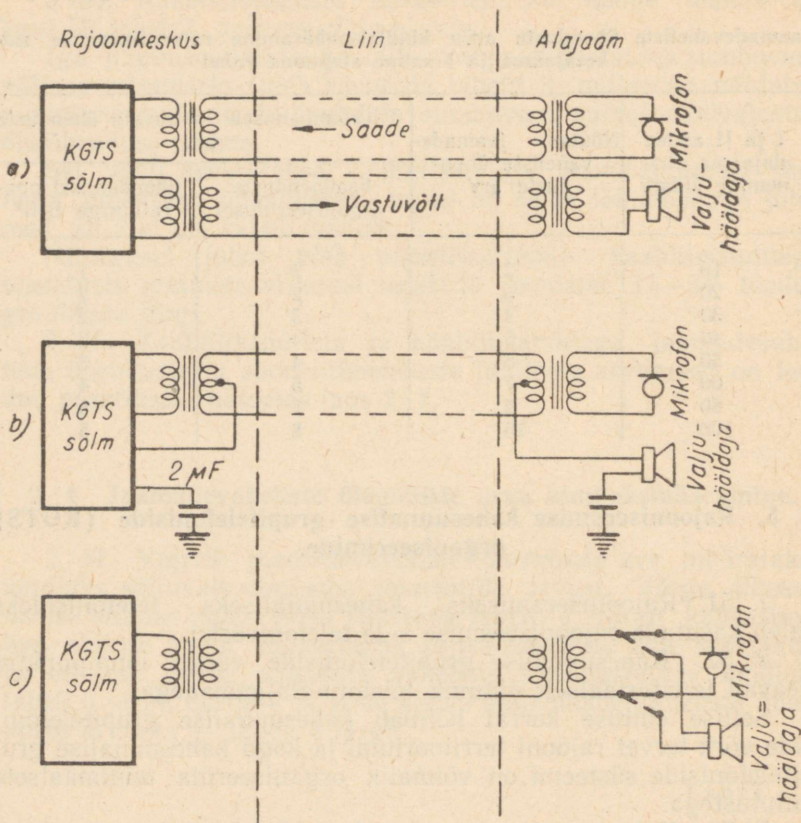 Rajoonikeskus
Liin
Alajaam
a)
KGTS
sõlm
Saade
Vastuvõtt
Mikrofon
Valju-
hääldaja
b)
KGTS
sõlm
2 MF
Mikrofon
Valju-
hääldaja
c)
KGTS
sõlm
Mikrofon
Valju=
hääldaja